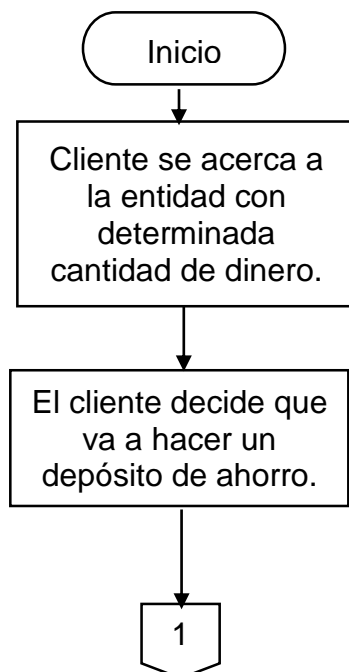 Inicio
Cliente se acerca a
la entidad con
determinada
cantidad de dinero.
El cliente decide que
va a hacer un
depósito de ahorro.
1